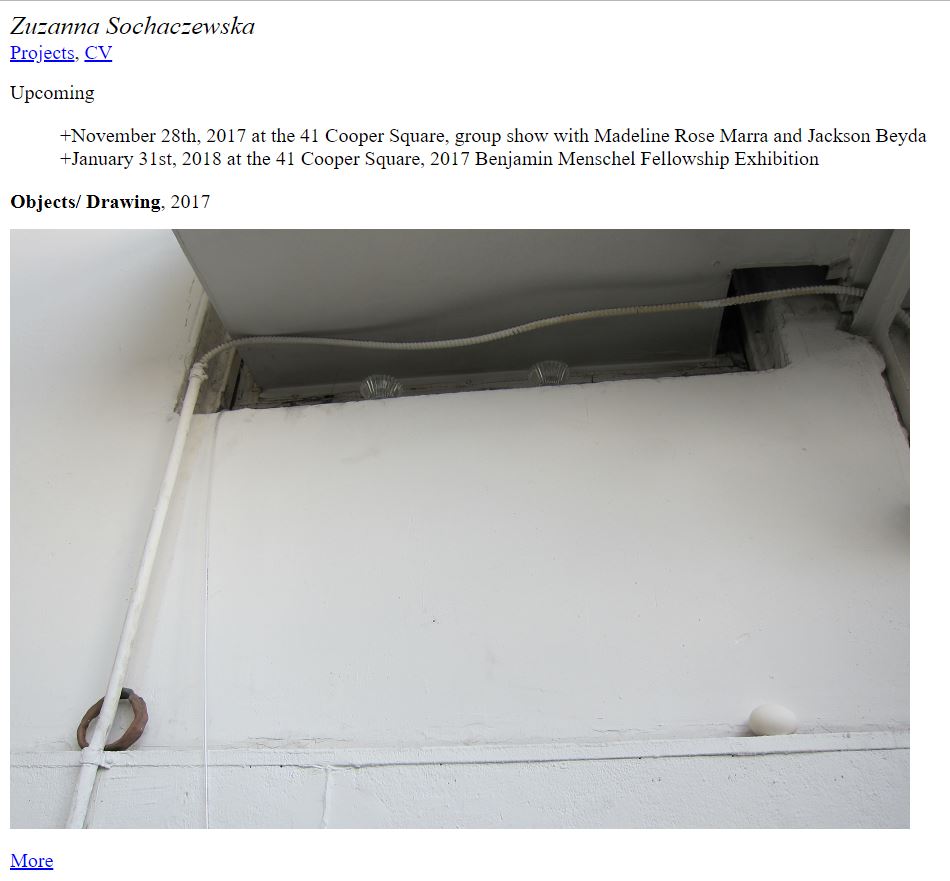 Zuzanna Sochaczewska
Projects, CV
Upcoming
+November 28th, 2017 at the 41 Cooper Square, group show with Madeline Rose Marra and Jackson Beyda
+January 31st, 2018 at the 41 Cooper Square, 2017 Benjamin Menschel Fellowship Exhibition
Objects/ Drawing, 2017
More